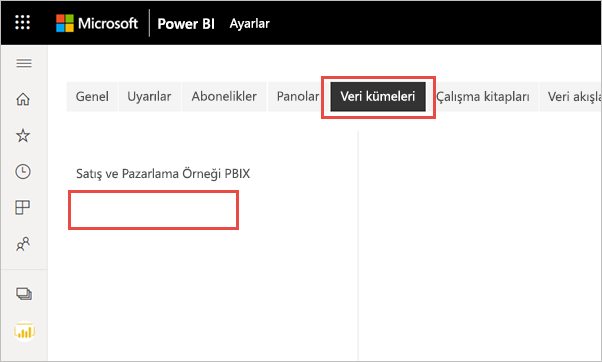 Microsoft Power BI Ayarlar
Genel Uyarılar Abonelikler Panolar Veri kümeleri Çalışma kitapları Veri akışla
Satış ve Pazarlama Örneği PBIX